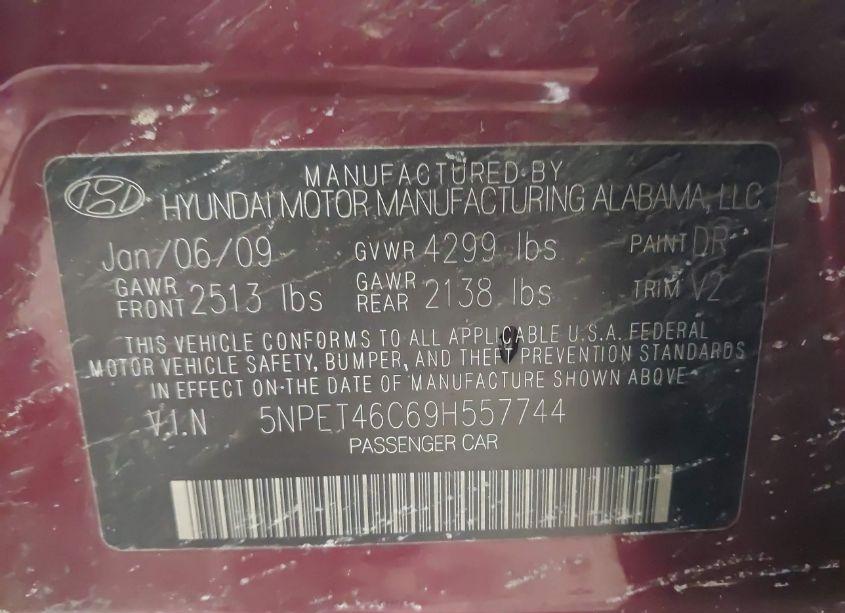 MANUFACTURED BY
HYUNDAI MOTOR MANUFACTURING ALABAMA, LLC
Jan/06/09 GVWR 4299 lbs PAINT DR
GAWR FRONT 2513 lbs GAWR REAR 2138 lbs TRIM V2
THIS VEHICLE CONFORMS TO ALL APPLICABLE U.S.A. FEDERAL
MOTOR VEHICLE SAFETY, BUMPER, AND THEFT PREVENTION STANDARDS
IN EFFECT ON THE DATE OF MANUFACTURE SHOWN ABOVE
V.I.N 5NPET46C69H557744
PASSENGER CAR